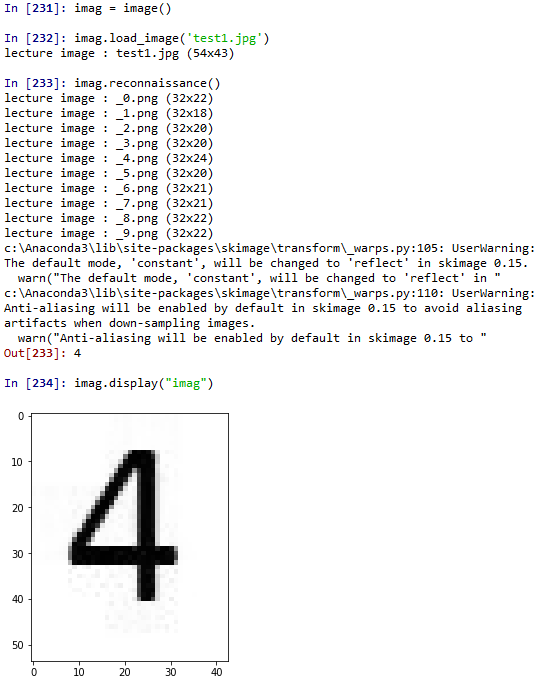 In [231]: imag = image()
In [232]: imag.load_image('test1.jpg')
lecture image : test1.jpg (54x43)
In [233]: imag.reconnaissance()
lecture image : _0.png (32x22)
lecture image : _1.png (32x18)
lecture image : _2.png (32x20)
lecture image : _3.png (32x20)
lecture image : _4.png (32x24)
lecture image : _5.png (32x20)
lecture image : _6.png (32x21)
lecture image : _7.png (32x21)
lecture image : _8.png (32x22)
lecture image : _9.png (32x22)
c:\Anaconda3\lib\site-packages\skimage\transform\_warps.py:105: UserWarning:
The default mode, 'constant', will be changed to 'reflect' in skimage 0.15.
  warn("The default mode, 'constant', will be changed to 'reflect' in "
c:\Anaconda3\lib\site-packages\skimage\transform\_warps.py:110: UserWarning:
Anti-aliasing will be enabled by default in skimage 0.15 to avoid aliasing
artifacts when down-sampling images.
  warn("Anti-aliasing will be enabled by default in skimage 0.15 to "
Out[233]: 4
In [234]: imag.display("imag")
0
10
20
30
40
50
4
0 10 20 30 40